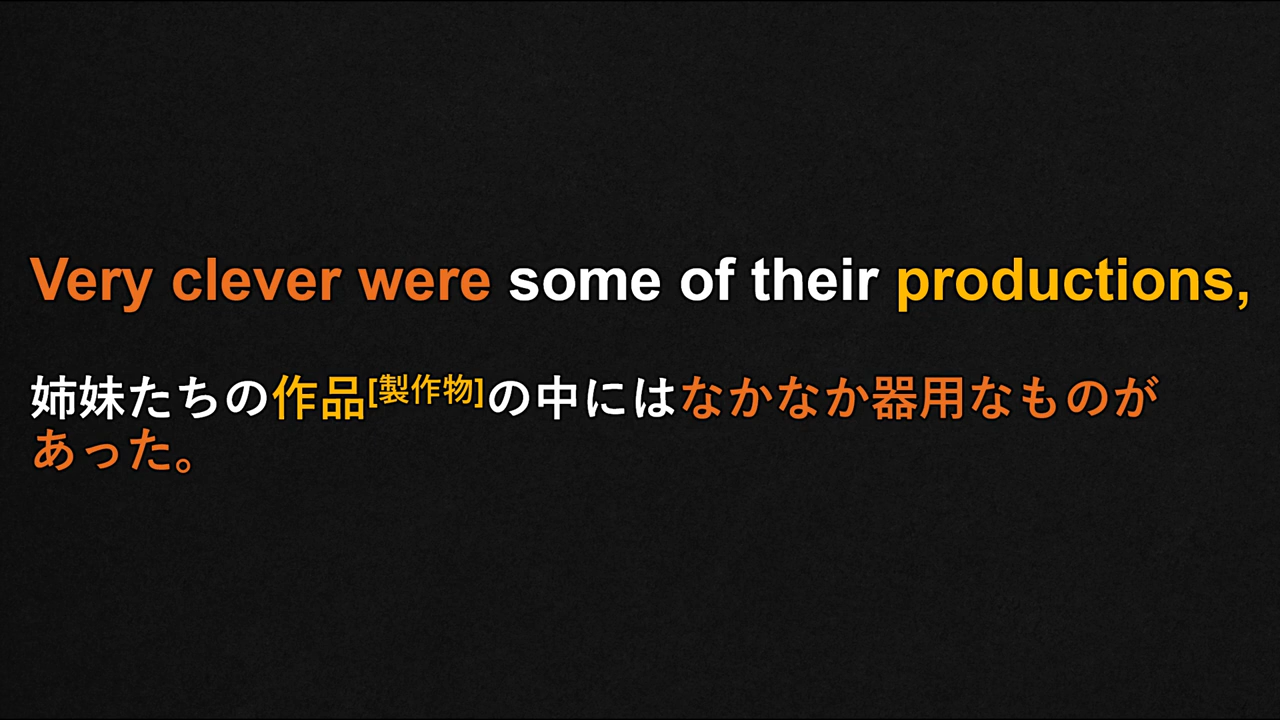 Very clever were some of their productions,
姉妹たちの作品[製作物]の中にはなかなか器用なものが
あった。